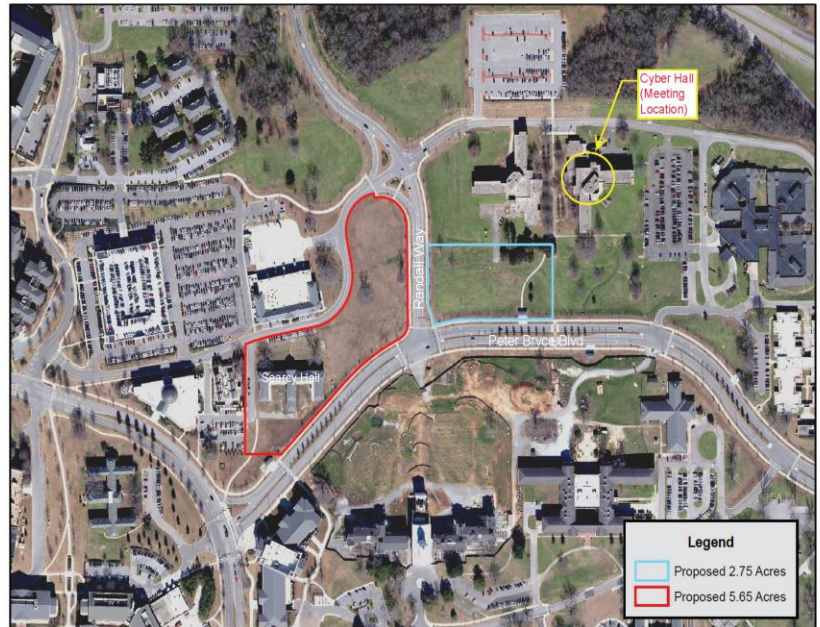 Cyber Hall
(Meeting
Location)
Randall Way
Peter Bryce Blvd
Searcy Hall
Legend
Proposed 2.75 Acres
Proposed 5.65 Acres